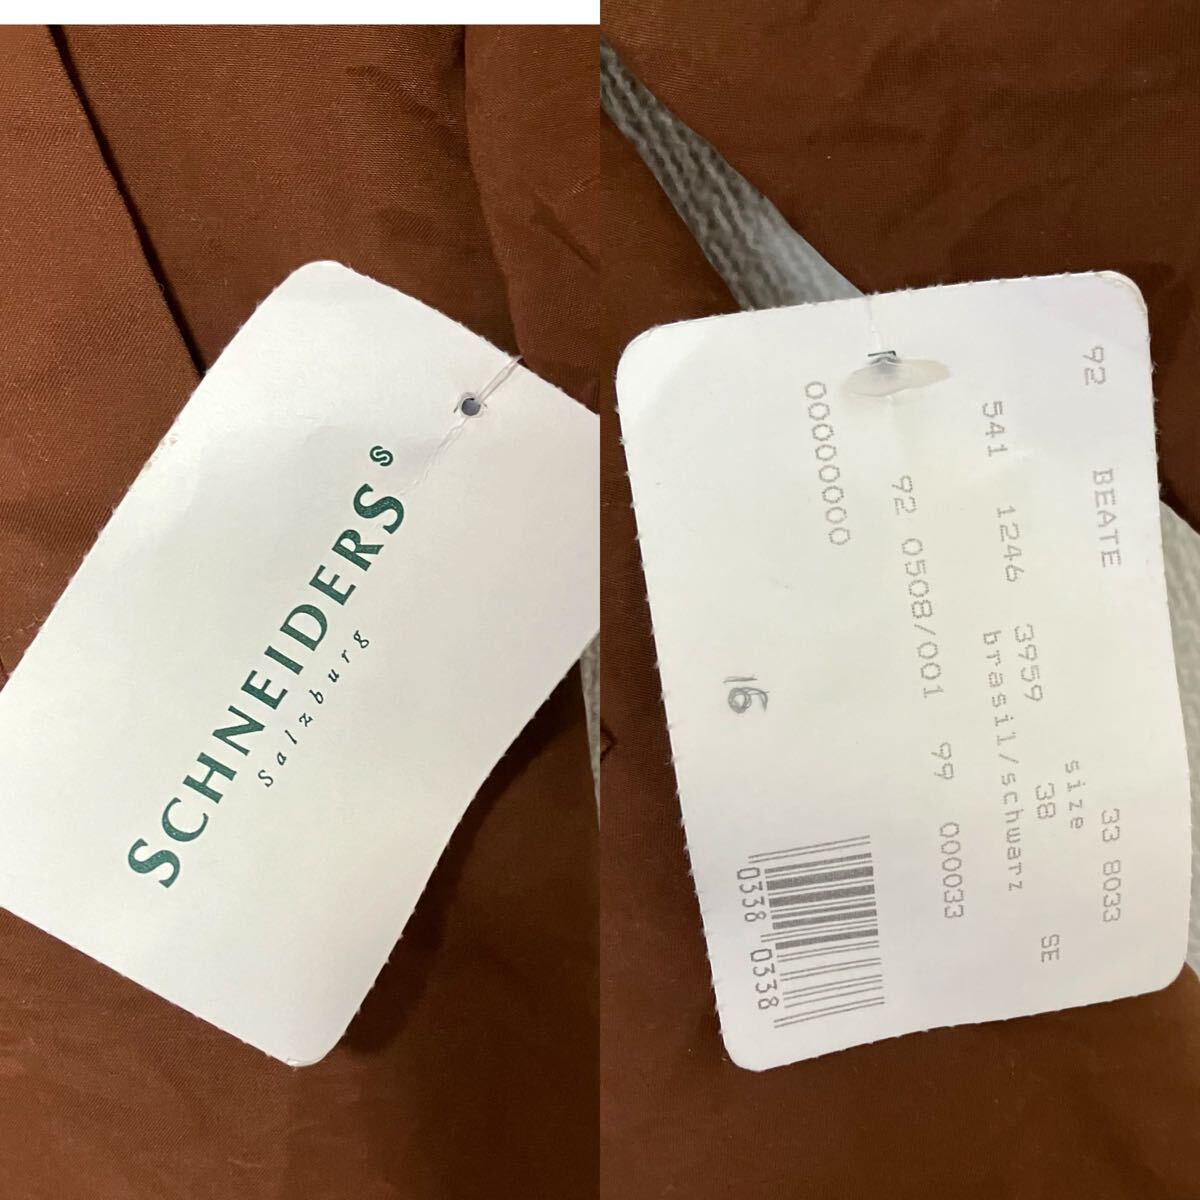 SCHNEIDERS S
Salzburg
92 BEATE 33 8033
size
541 1246 3959 38 SE
brasil/schwarz
92 0508/001 99 000033
00000000
16
0338 0338